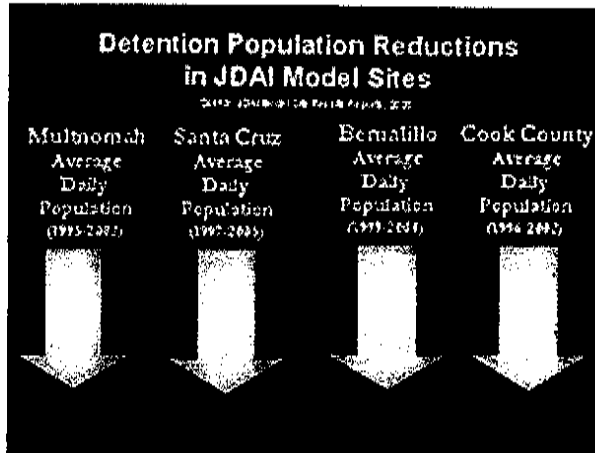 Detention Population Reductions
in JDAI Model Sites
Multnomah
Average
Daily
Population
Santa Cruz
Average
Daily
Population
Bernalillo
Average
Daily
Population
Cook County
Average
Daily
Population